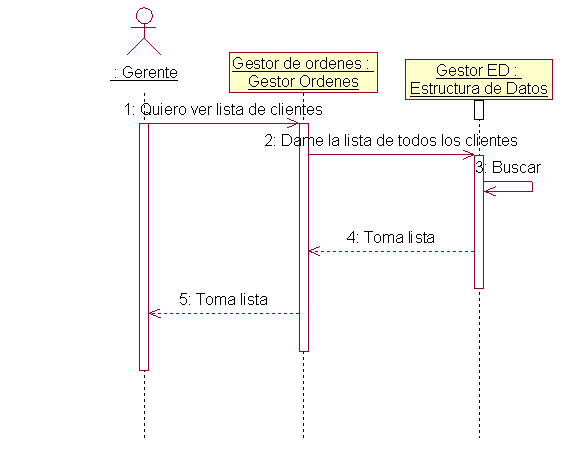 : Gerente
Gestor de ordenes :
Gestor Ordenes
Gestor ED :
Estructura de Datos
1: Quiero ver lista de clientes
2: Dame la lista de todos los clientes
3: Buscar
4: Toma lista
5: Toma lista